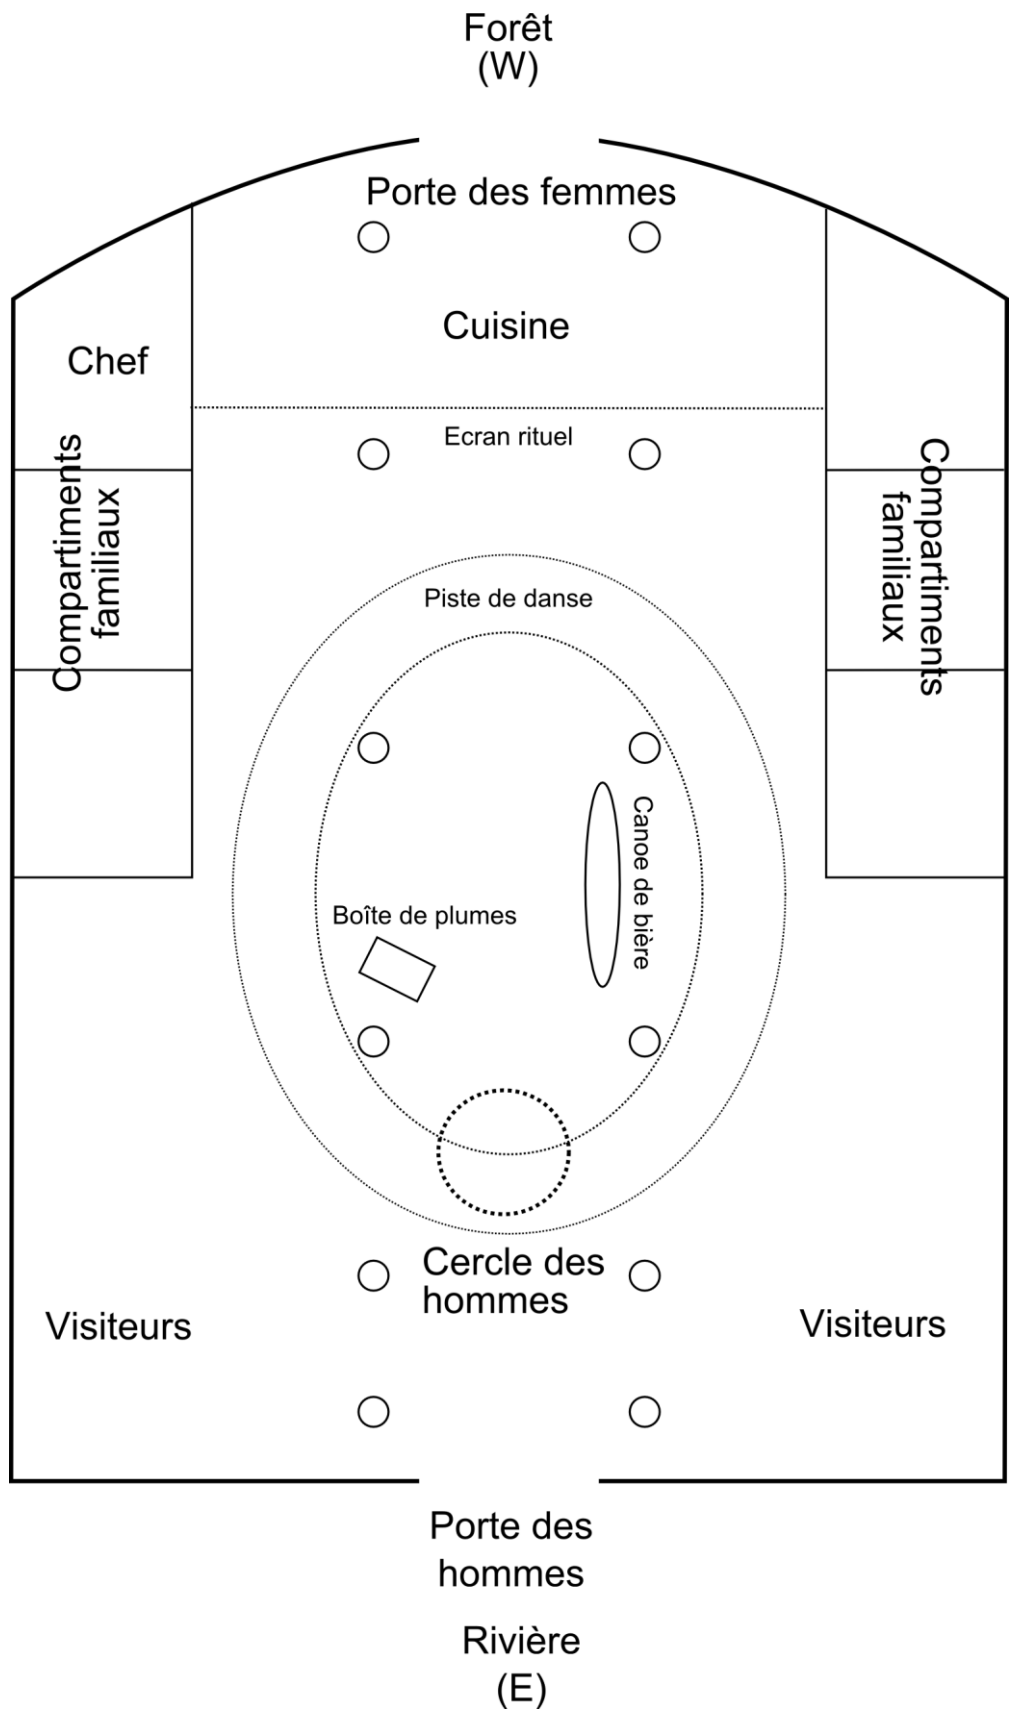 Forêt
(W)
Porte des femmes
Cuisine
Chef
Ecran rituel
Compartiments
familiaux
Compartiments
familiaux
Piste de danse
Canoe de bière
Boîte de plumes
Cercle des
hommes
Visiteurs
Visiteurs
Porte des
hommes
Rivière
(E)